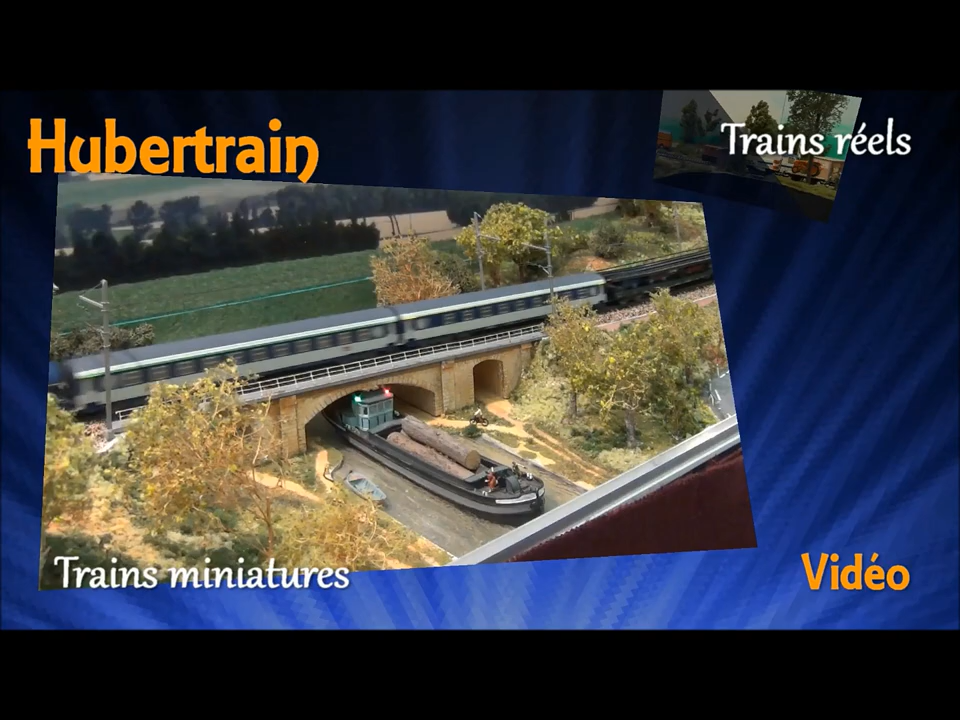 Hubertrain
Trains réels
Trains miniatures
Vidéo